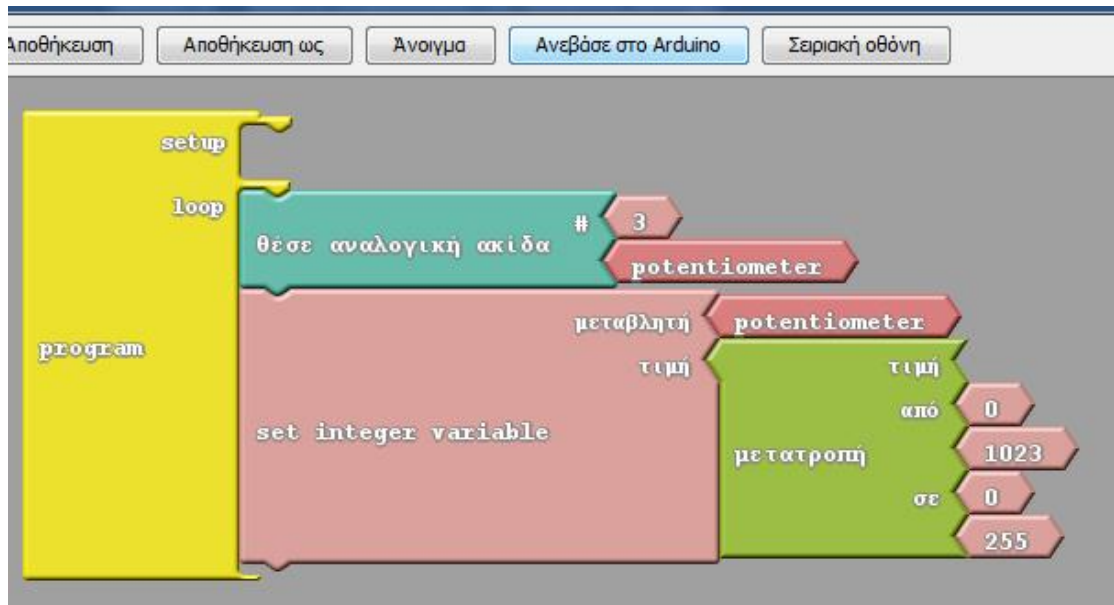 Αποθήκευση Αποθήκευση ως Άνοιγμα Ανεβάσε στο Arduino Σειριακή οθόνη
setup
loop
program
θέσε αναλογική ακίδα
# 3
potentiometer
set integer variable
μεταβλητή potentiometer
τιμή
μετατροπή
τιμή
από 0
1023
σε 0
255